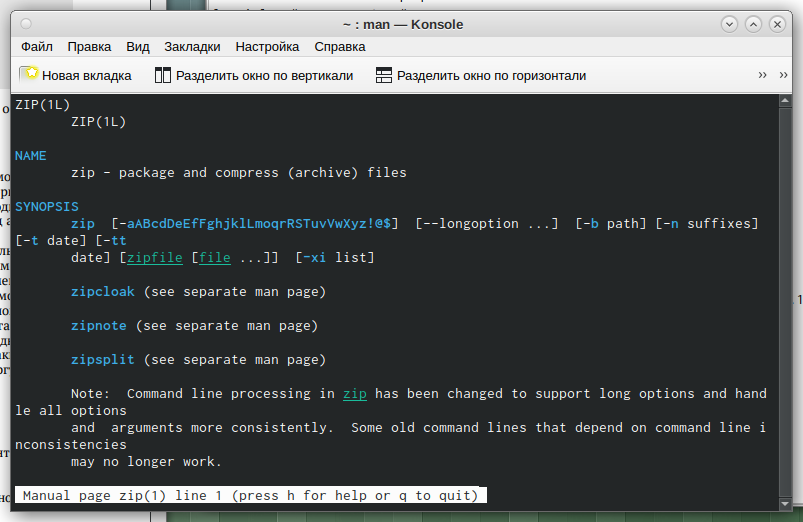 ~ : man — Konsole
Файл Правка Вид Закладки Настройка Справка
Новая вкладка Разделить окно по вертикали Разделить окно по горизонтали
ZIP(1L)
ZIP(1L)
NAME
zip - package and compress (archive) files
SYNOPSIS
zip [-aABcdDeEfFghjklLmoqrRSTuvVwXyz!@$] [--longoption ...] [-b path] [-n suffixes]
[-t date] [-tt
date] [zipfile [file ...]] [-xi list]
zipcloak (see separate man page)
zipnote (see separate man page)
zipsplit (see separate man page)
Note: Command line processing in zip has been changed to support long options and hand
le all options
and arguments more consistently. Some old command lines that depend on command line i
nconsistencies
may no longer work.
Manual page zip(1) line 1 (press h for help or q to quit)